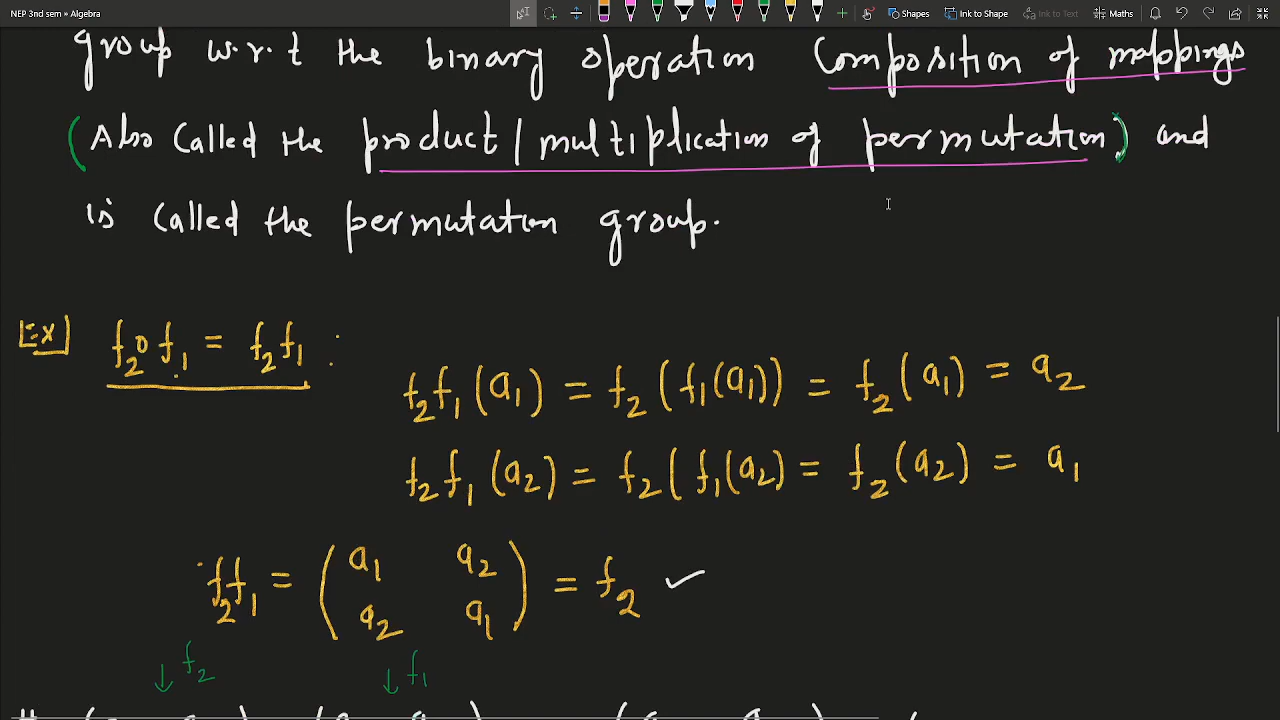 NEP 3rd sem » Algebra
Shapes Ink to Shape Ink to Text Maths
group w.r.t the binary operation Composition of mappings
(Also Called the product / multiplication of permutation) and
is called the permutation group.
Ex] f₂of₁ = f₂f₁ :
f₂f₁(a₁) = f₂(f₁(a₁)) = f₂(a₁) = a₂
f₂f₁(a₂) = f₂(f₁(a₂) = f₂(a₂) = a₁
f₂f₁ = ( a₁ a₂
a₂ a₁ ) = f₂ ✓
↓ f₂ ↓ f₁